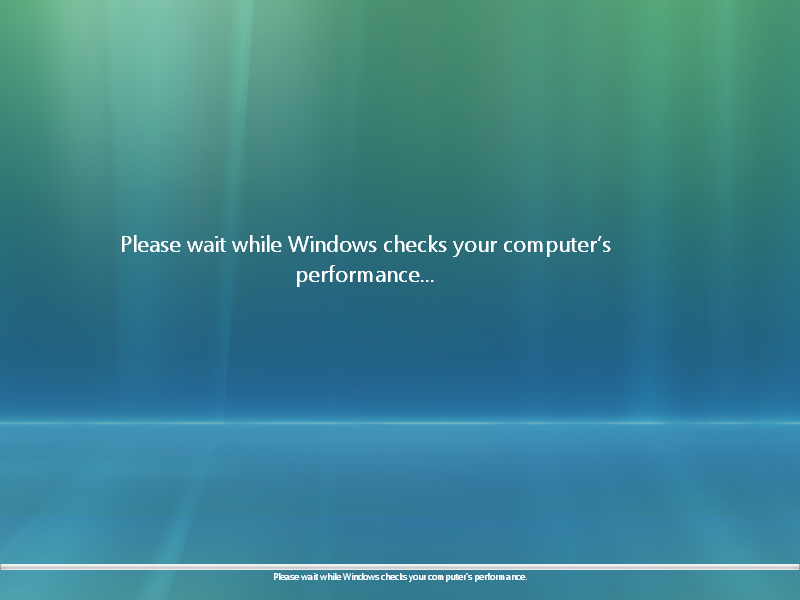 Please wait while Windows checks your computer's
performance...
Please wait while Windows checks your computer's performance.